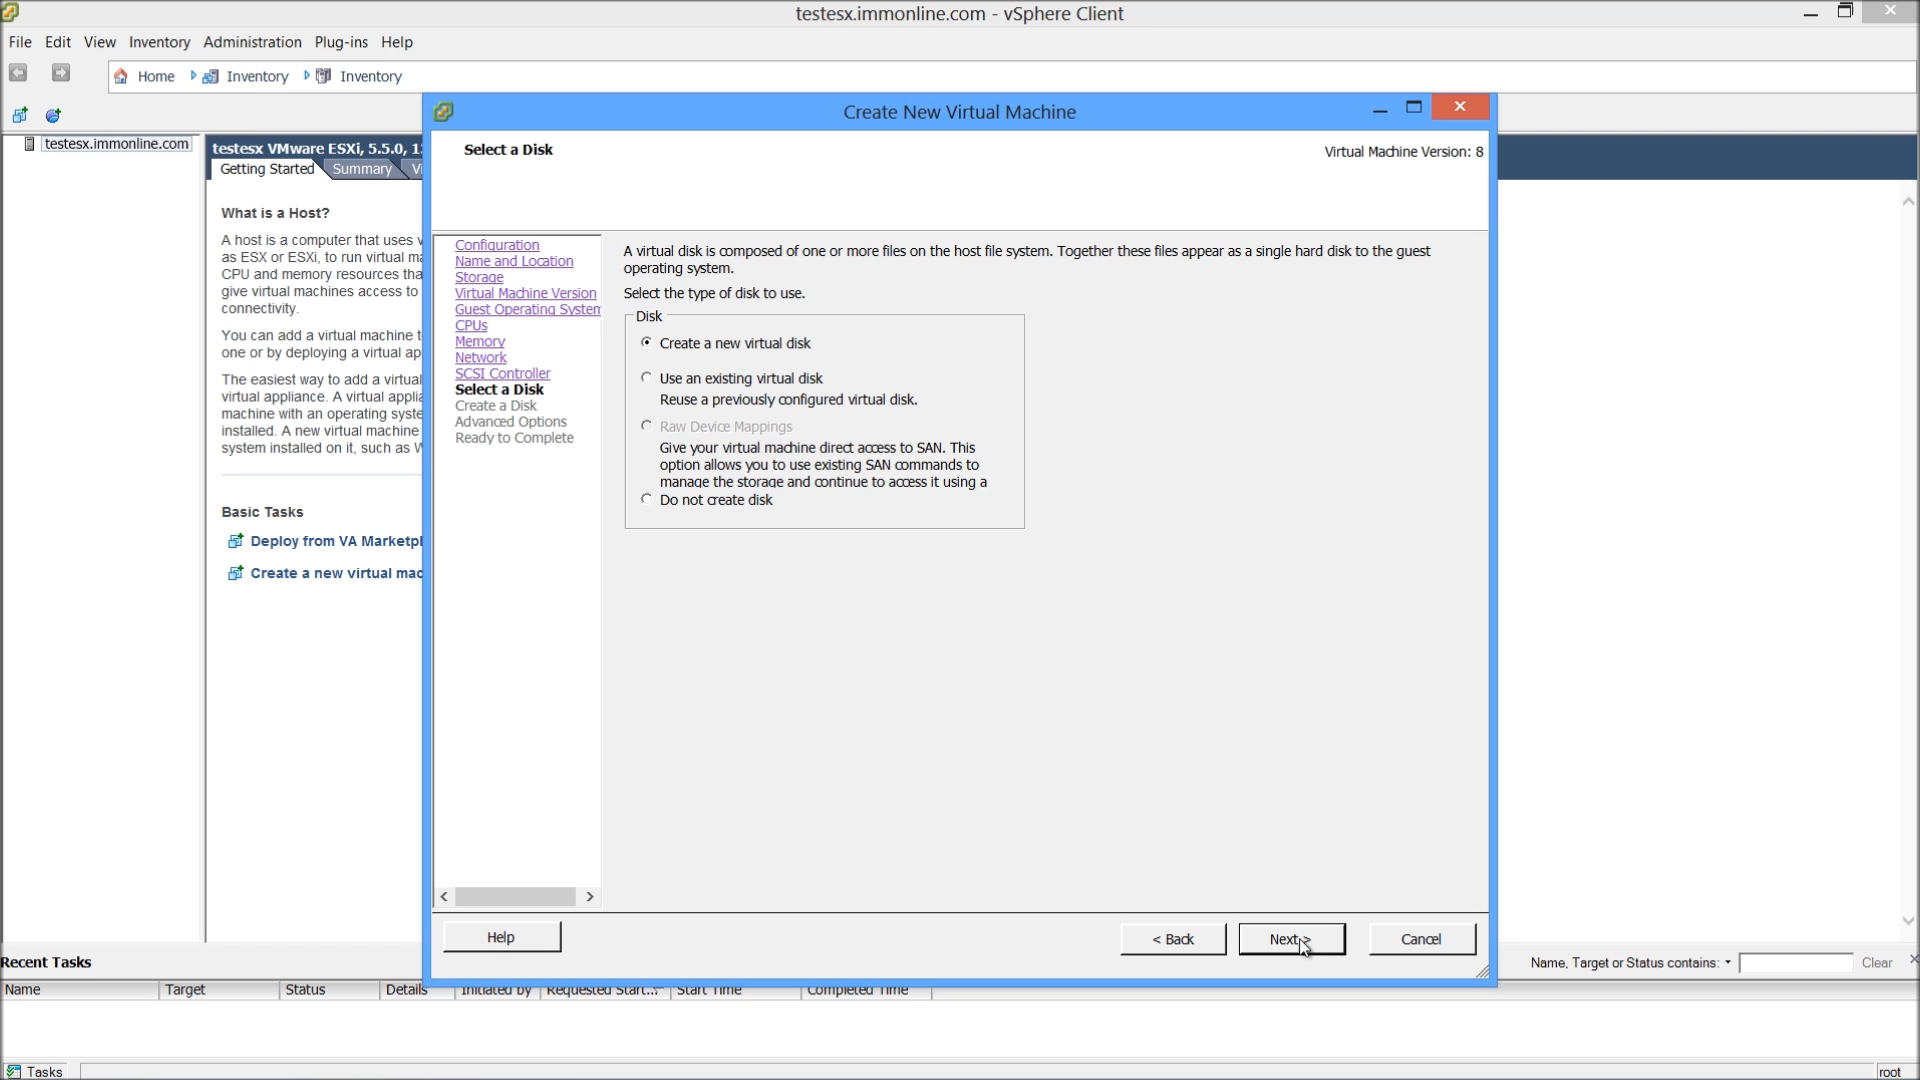 testesx.immonline.com - vSphere Client
File Edit View Inventory Administration Plug-ins Help
Home Inventory Inventory
testesx.immonline.com
testesx VMware ESXi, 5.5.0,
Getting Started Summary
What is a Host?
A host is a computer that uses
as ESX or ESXi, to run virtual
CPU and memory resources
give virtual machines access to
connectivity.
You can add a virtual machine
one or by deploying a virtual
The easiest way to add a virtual
virtual appliance. A virtual
machine with an operating
installed. A new virtual machine
system installed on it, such as
Basic Tasks
Deploy from VA
Create a new virtual
Create New Virtual Machine
Select a Disk
Virtual Machine Version: 8
Configuration
Name and Location
Storage
Virtual Machine Version
Guest Operating System
CPUs
Memory
Network
SCSI Controller
Select a Disk
Create a Disk
Advanced Options
Ready to Complete
A virtual disk is composed of one or more files on the host file system. Together these files appear as a single hard disk to the guest
operating system.
Select the type of disk to use.
Disk
Create a new virtual disk
Use an existing virtual disk
Reuse a previously configured virtual disk.
Raw Device Mappings
Give your virtual machine direct access to SAN. This
option allows you to use existing SAN commands to
manage the storage and continue to access it using a
Do not create disk
Help
< Back
Next >
Cancel
Recent Tasks
Name, Target or Status contains:
Clear
Name Target Status Details Initiated by Requested Start... Start Time Completed Time
Tasks
root